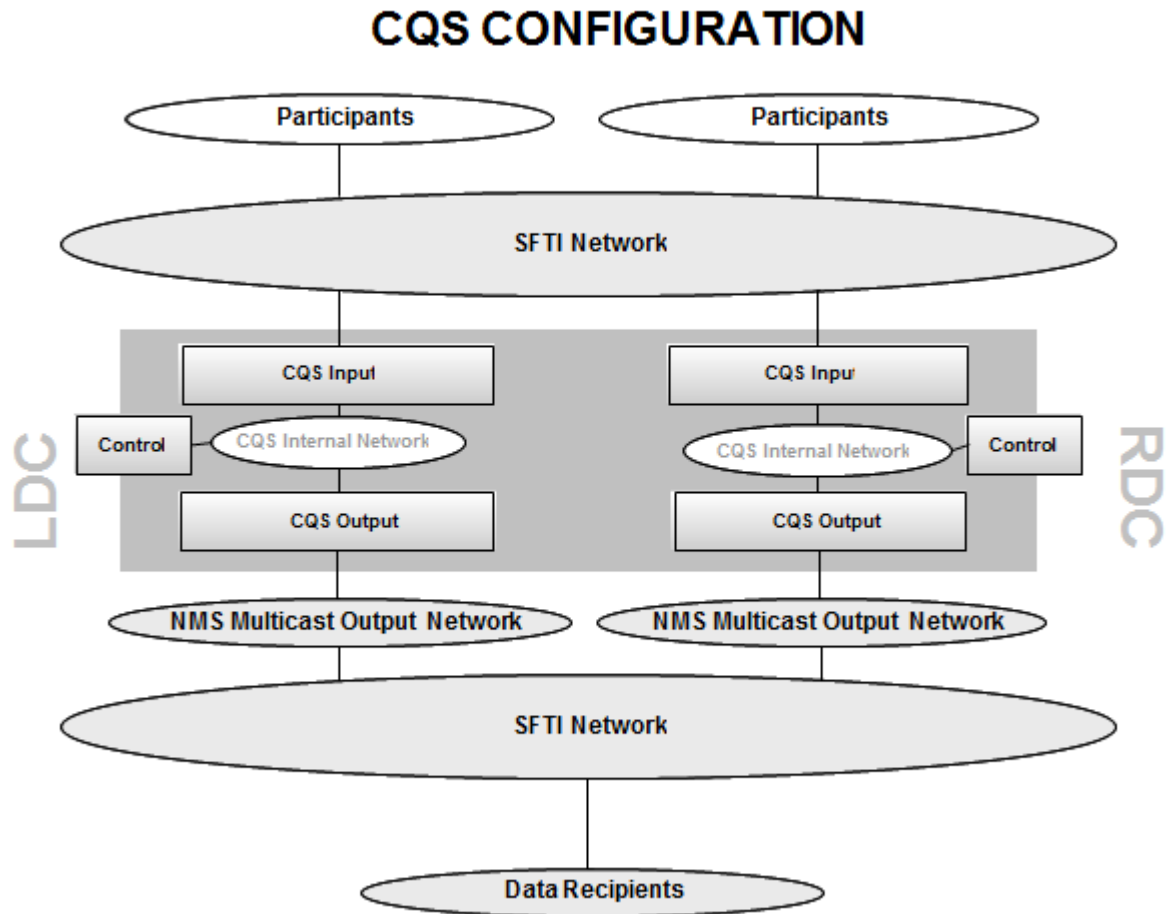 CQS CONFIGURATION
Participants
Participants
SFTI Network
CQS Input
CQS Input
LDC
Control
CQS Internal Network
CQS Internal Network
Control
RDC
CQS Output
CQS Output
NMS Multicast Output Network
NMS Multicast Output Network
SFTI Network
Data Recipients